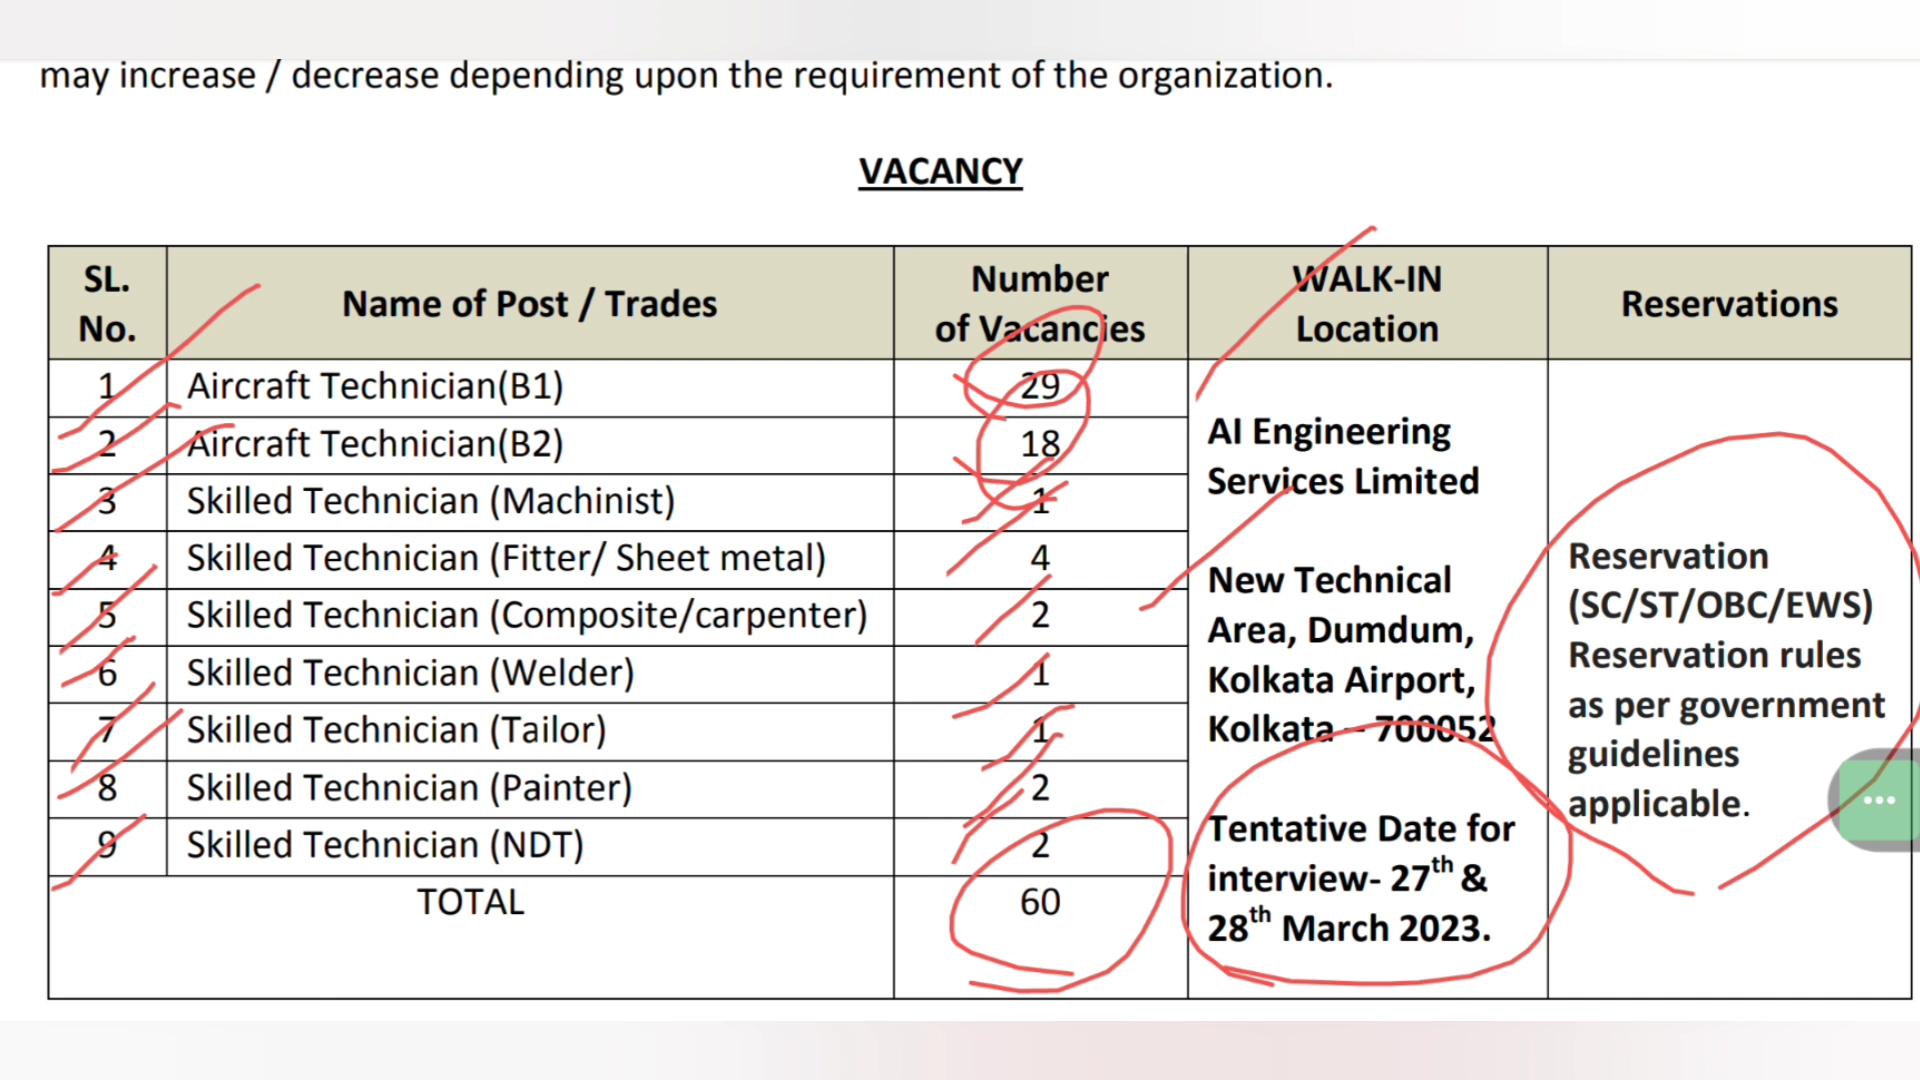 may increase / decrease depending upon the requirement of the organization.
VACANCY
SL. No.
Name of Post / Trades
Number of Vacancies
WALK-IN Location
Reservations
1 Aircraft Technician(B1) 29
2 Aircraft Technician(B2) 18
3 Skilled Technician (Machinist) 1
4 Skilled Technician (Fitter/ Sheet metal) 4
5 Skilled Technician (Composite/carpenter) 2
6 Skilled Technician (Welder) 1
7 Skilled Technician (Tailor) 1
8 Skilled Technician (Painter) 2
9 Skilled Technician (NDT) 2
TOTAL 60
AI Engineering
Services Limited
New Technical
Area, Dumdum,
Kolkata Airport,
Kolkata – 700052
Tentative Date for
interview- 27th &
28th March 2023.
Reservation
(SC/ST/OBC/EWS)
Reservation rules
as per government
guidelines
applicable.